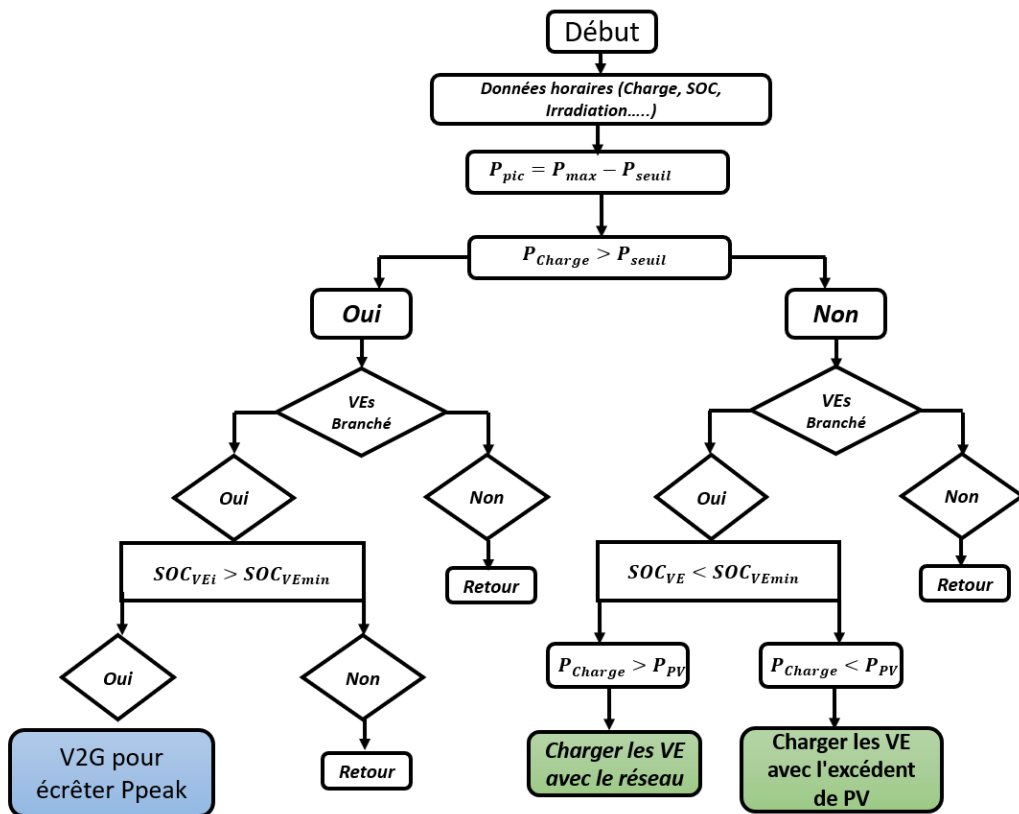 Début
Données horaires (Charge, SOC,
Irradiation…..)
P_pic = P_max − P_seuil
P_Charge > P_seuil
Oui
Non
VEs
Branché
VEs
Branché
Oui
Non
Oui
Non
SOC_VEi > SOC_VEmin
Retour
SOC_VE < SOC_VEmin
Retour
Oui
Non
P_Charge > P_PV
P_Charge < P_PV
V2G pour
écrêter Ppeak
Retour
Charger les VE
avec le réseau
Charger les VE
avec l'excédent
de PV